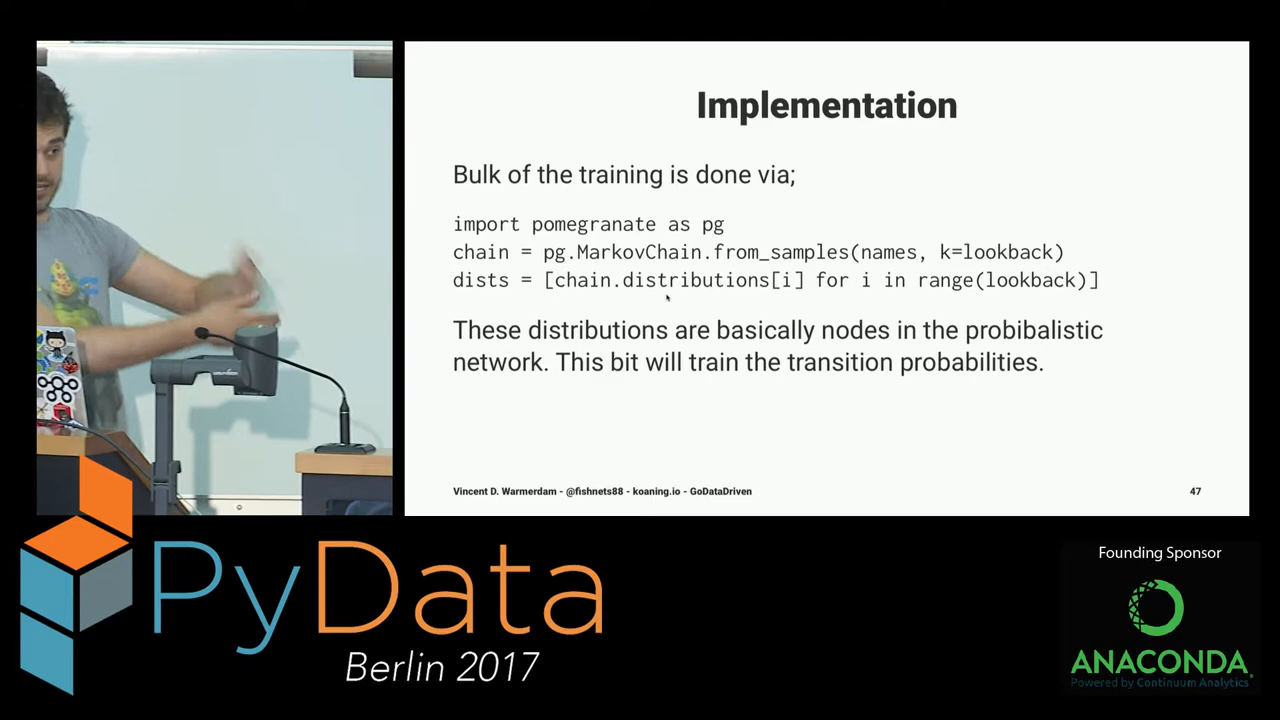 Implementation
Bulk of the training is done via;
import pomegranate as pg
chain = pg.MarkovChain.from_samples(names, k=lookback)
dists = [chain.distributions[i] for i in range(lookback)]
These distributions are basically nodes in the probibalistic
network. This bit will train the transition probabilities.
Vincent D. Warmerdam - @fishnets88 - koaning.io - GoDataDriven
47
PyData
Berlin 2017
Founding Sponsor
ANACONDA
Powered by Continuum Analytics